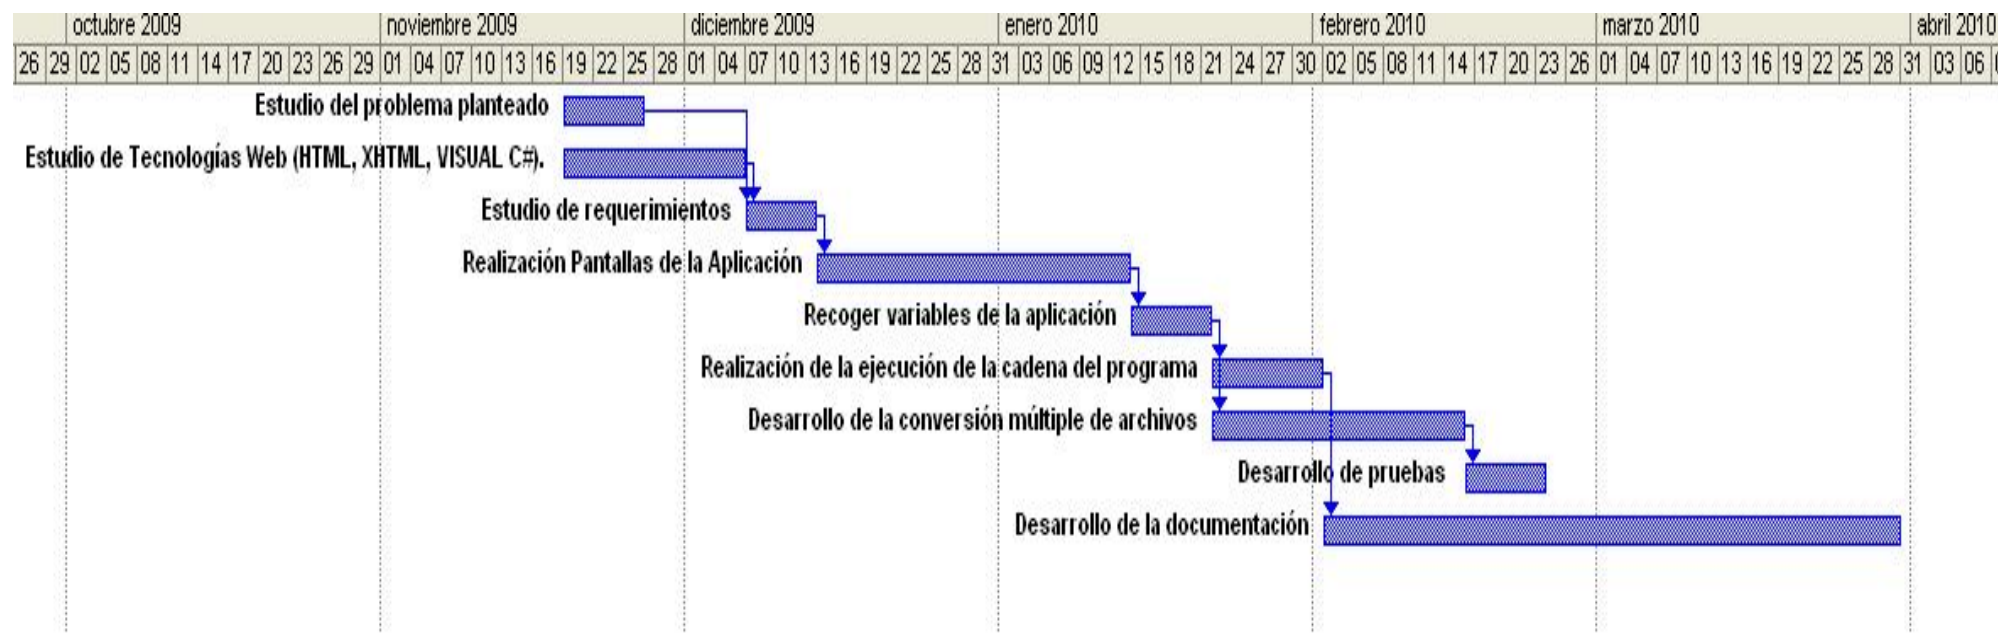 octubre 2009 noviembre 2009 diciembre 2009 enero 2010 febrero 2010 marzo 2010 abril 2010
26 29 02 05 08 11 14 17 20 23 26 29 01 04 07 10 13 16 19 22 25 28 01 04 07 10 13 16 19 22 25 28 31 03 06 09 12 15 18 21 24 27 30 02 05 08 11 14 17 20 23 26 01 04 07 10 13 16 19 22 25 28 31 03 06
Estudio del problema planteado
Estudio de Tecnologías Web (HTML, XHTML, VISUAL C#).
Estudio de requerimientos
Realización Pantallas de la Aplicación
Recoger variables de la aplicación
Realización de la ejecución de la cadena del programa
Desarrollo de la conversión múltiple de archivos
Desarrollo de pruebas
Desarrollo de la documentación